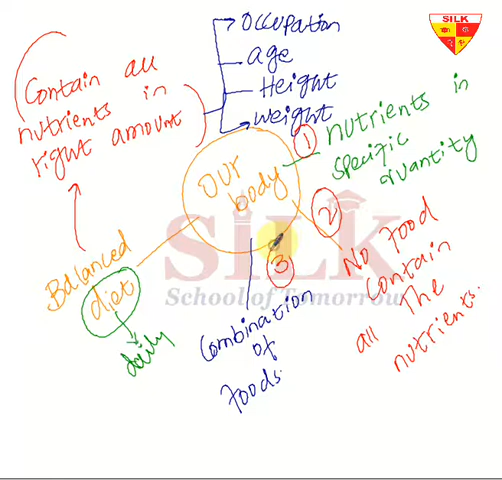 SILK
Occupation
age
Height
weight
Contain all
nutrients in
right amount
1
nutrients in
specific
quantity
Our
body
2
No Food
Contain
all The
nutrients.
3
Combination
of
Foods.
Balanced
diet
daily
SiLK
School of Tomorrow